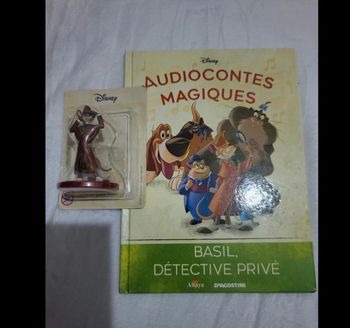 Disney
Disney
AUDIOCONTES
MAGIQUES
BASIL,
DÉTECTIVE PRIVÉ
Altaya
DeAGOSTINI